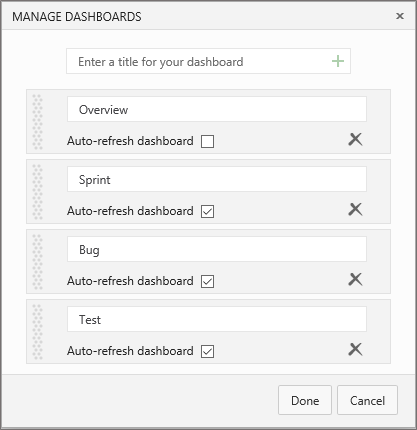 MANAGE DASHBOARDS
Enter a title for your dashboard
Overview
Auto-refresh dashboard
Sprint
Auto-refresh dashboard
Bug
Auto-refresh dashboard
Test
Auto-refresh dashboard
Done Cancel